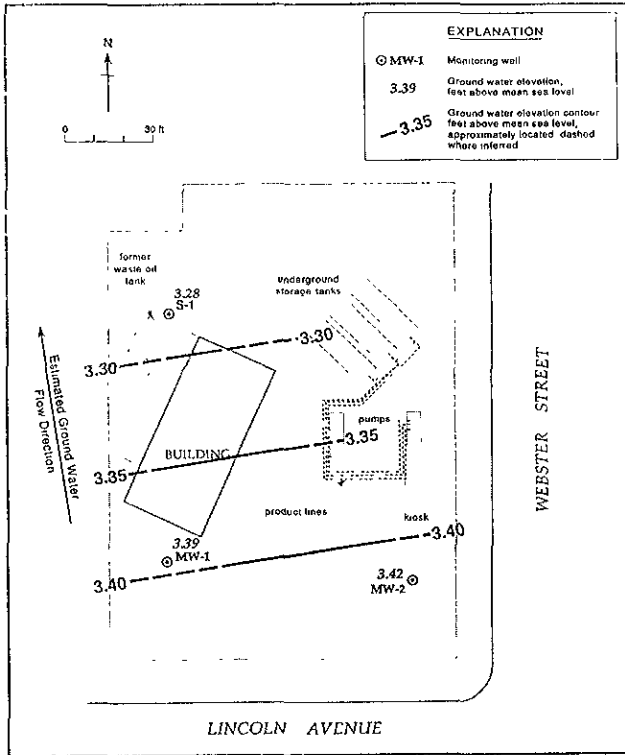 EXPLANATION
MW-1 Monitoring well
3.39 Ground water elevation,
feet above mean sea level
3.35 Ground water elevation contour
feet above mean sea level,
approximately located dashed
where inferred
N
0 30 ft
former
waste oil
tank
3.28
S-1
underground
storage tanks
3.30
3.30
Estimated Ground Water
Flow Direction
pumps
3.35
BUILDING
3.35
product lines
kiosk
3.40
3.39
MW-1
3.40
3.42
MW-2
WEBSTER STREET
LINCOLN AVENUE